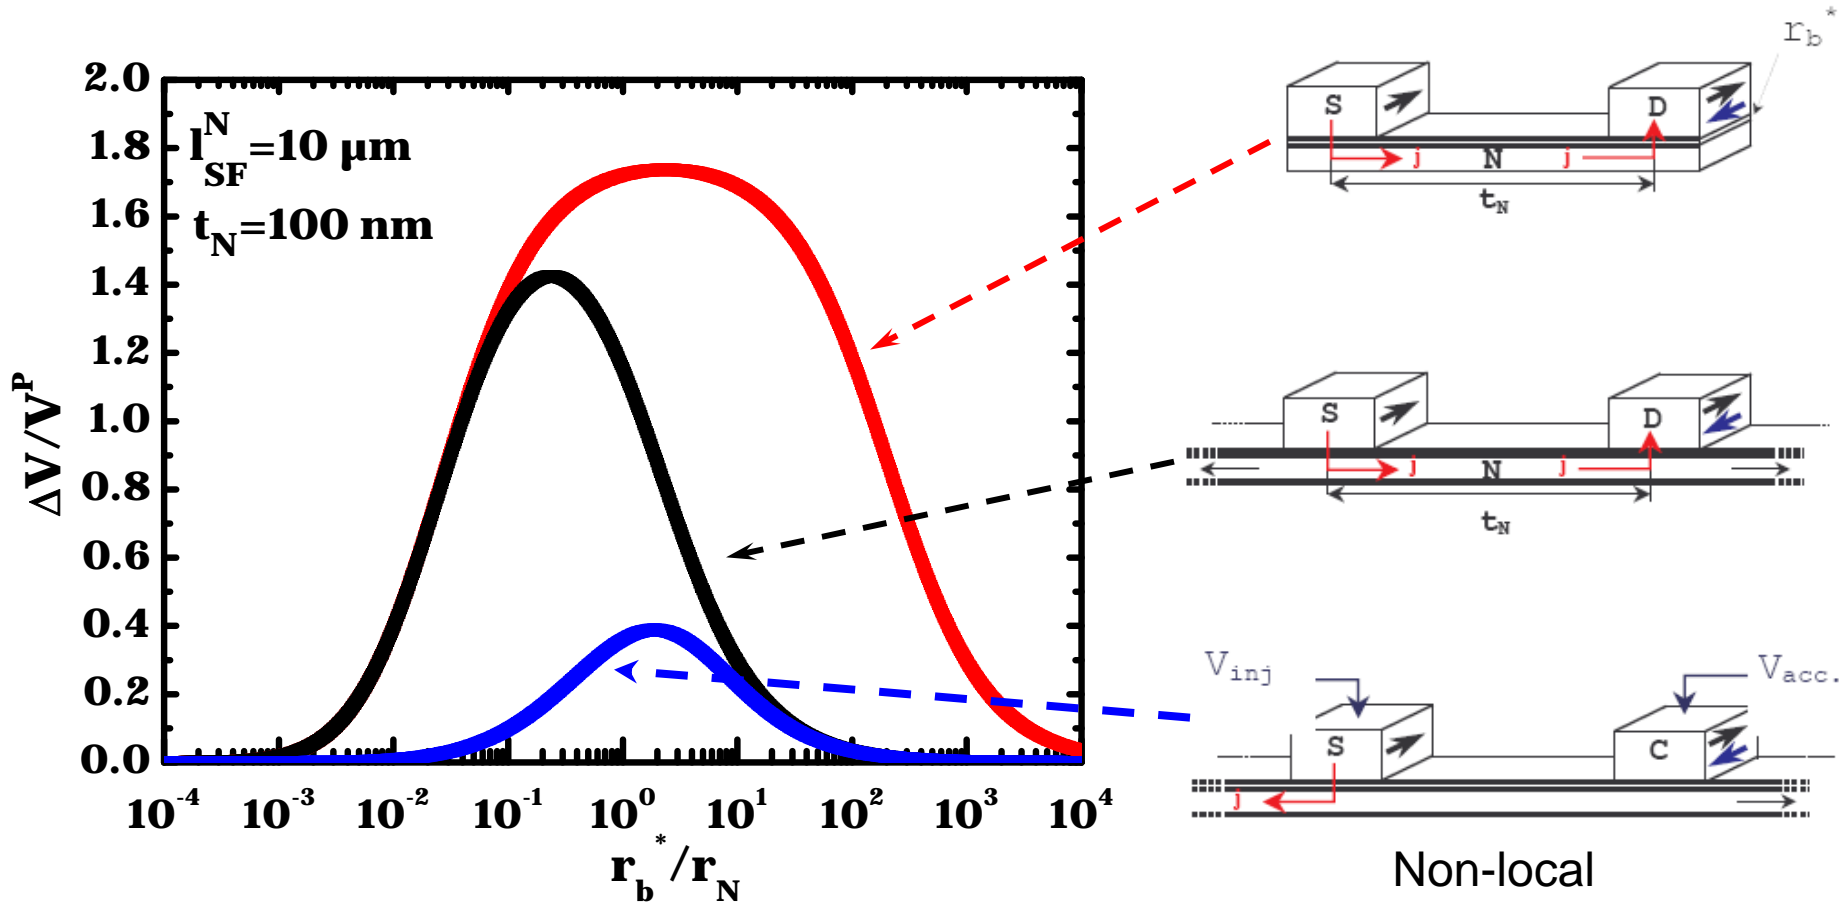 2.0
1.8
1.6
1.4
1.2
1.0
0.8
0.6
0.4
0.2
0.0
ΔV/V^P
l_SF^N=10 µm
t_N=100 nm
10^-4 10^-3 10^-2 10^-1 10^0 10^1 10^2 10^3 10^4
r_b^*/r_N
r_b^*
S D
j N j
t_N
S D
j N j
t_N
V_inj V_acc.
S C
j
Non-local